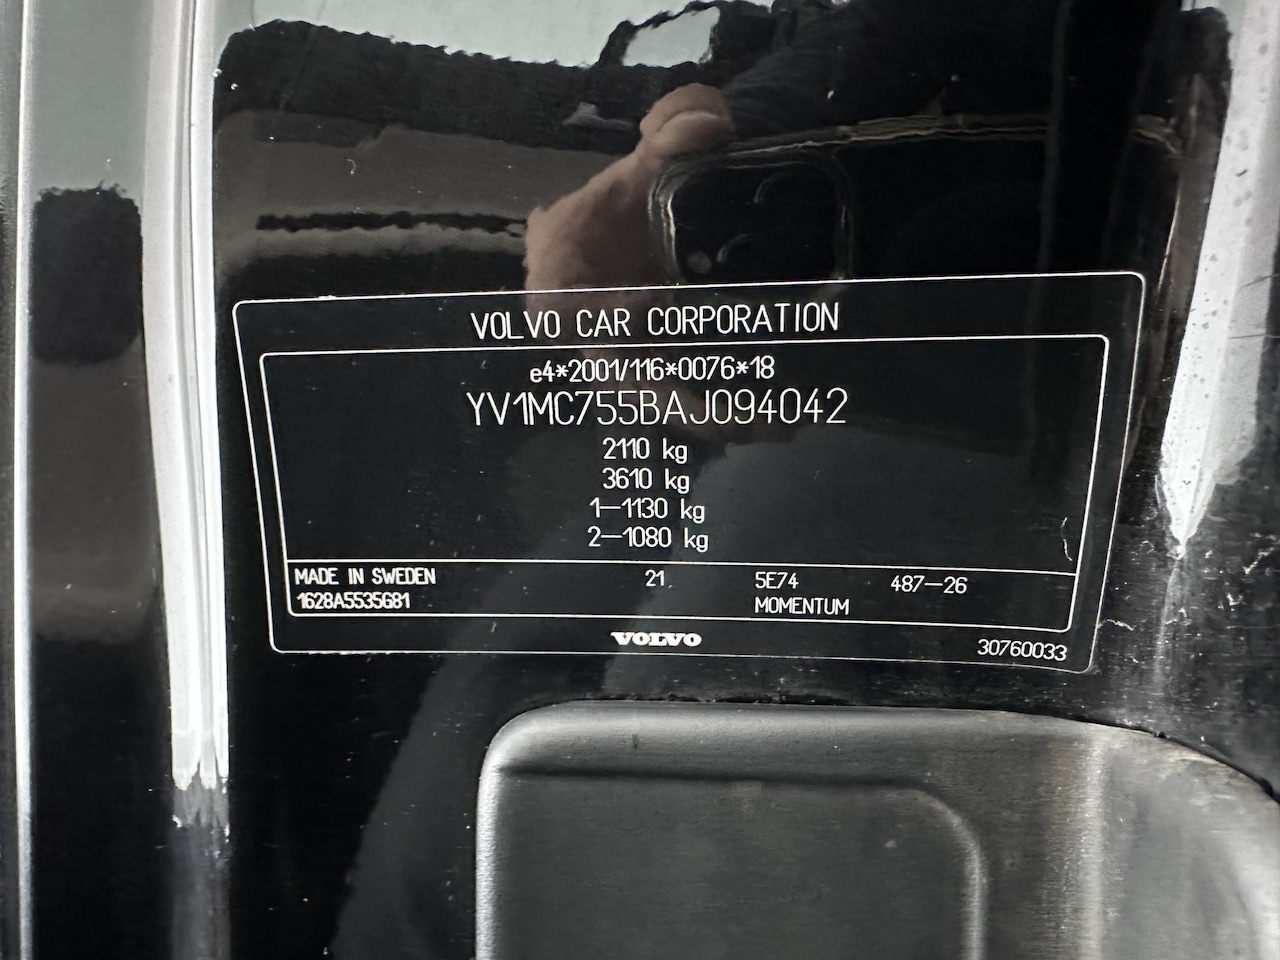 VOLVO CAR CORPORATION
e4*2001/116*0076*18
YV1MC755BAJ094042
2110 kg
3610 kg
1–1130 kg
2–1080 kg
MADE IN SWEDEN 21 5E74 487–26
1628A5535G81 MOMENTUM
VOLVO 30760033